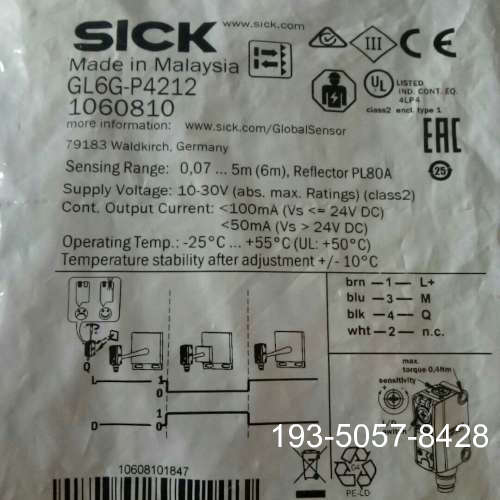 SICK
www.sick.com
Made in Malaysia
GL6G-P4212
1060810
III
UL
LISTED
IND. CONT. EQ.
4LP4
class2 encl. type 1
more information: www.sick.com/GlobalSensor
79183 Waldkirch, Germany
EAC
25
Sensing Range: 0,07 ... 5m (6m), Reflector PL80A
Supply Voltage: 10-30V (abs. max. Ratings) (class2)
Cont. Output Current: <100mA (Vs <= 24V DC)
<50mA (Vs > 24V DC)
Operating Temp.: -25°C ... +55°C (UL: +50°C)
Temperature stability after adjustment +/- 10°C
brn - 1 - L+
blu - 3 - M
blk - 4 - Q
wht - 2 - n.c.
max.
torque 0,4Nm
sensitivity
switch
Q
L
1
0
1
0
193-5057-8428
10608101847
PE-LD